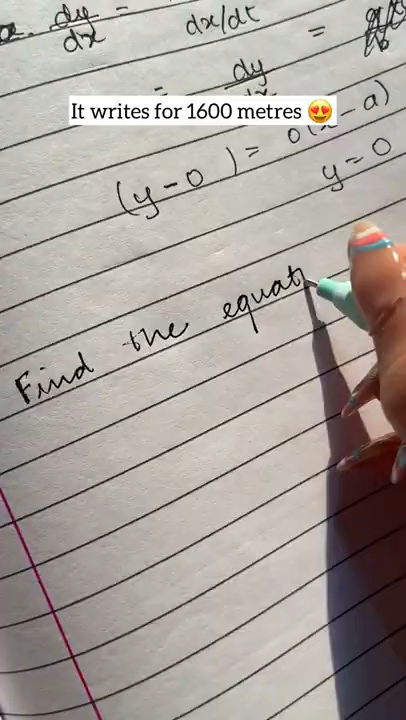 dy/dx =
dx/dt
= dy
=
It writes for 1600 metres 😍
(y-0) = 0(x-a)
y=0
Find the equat